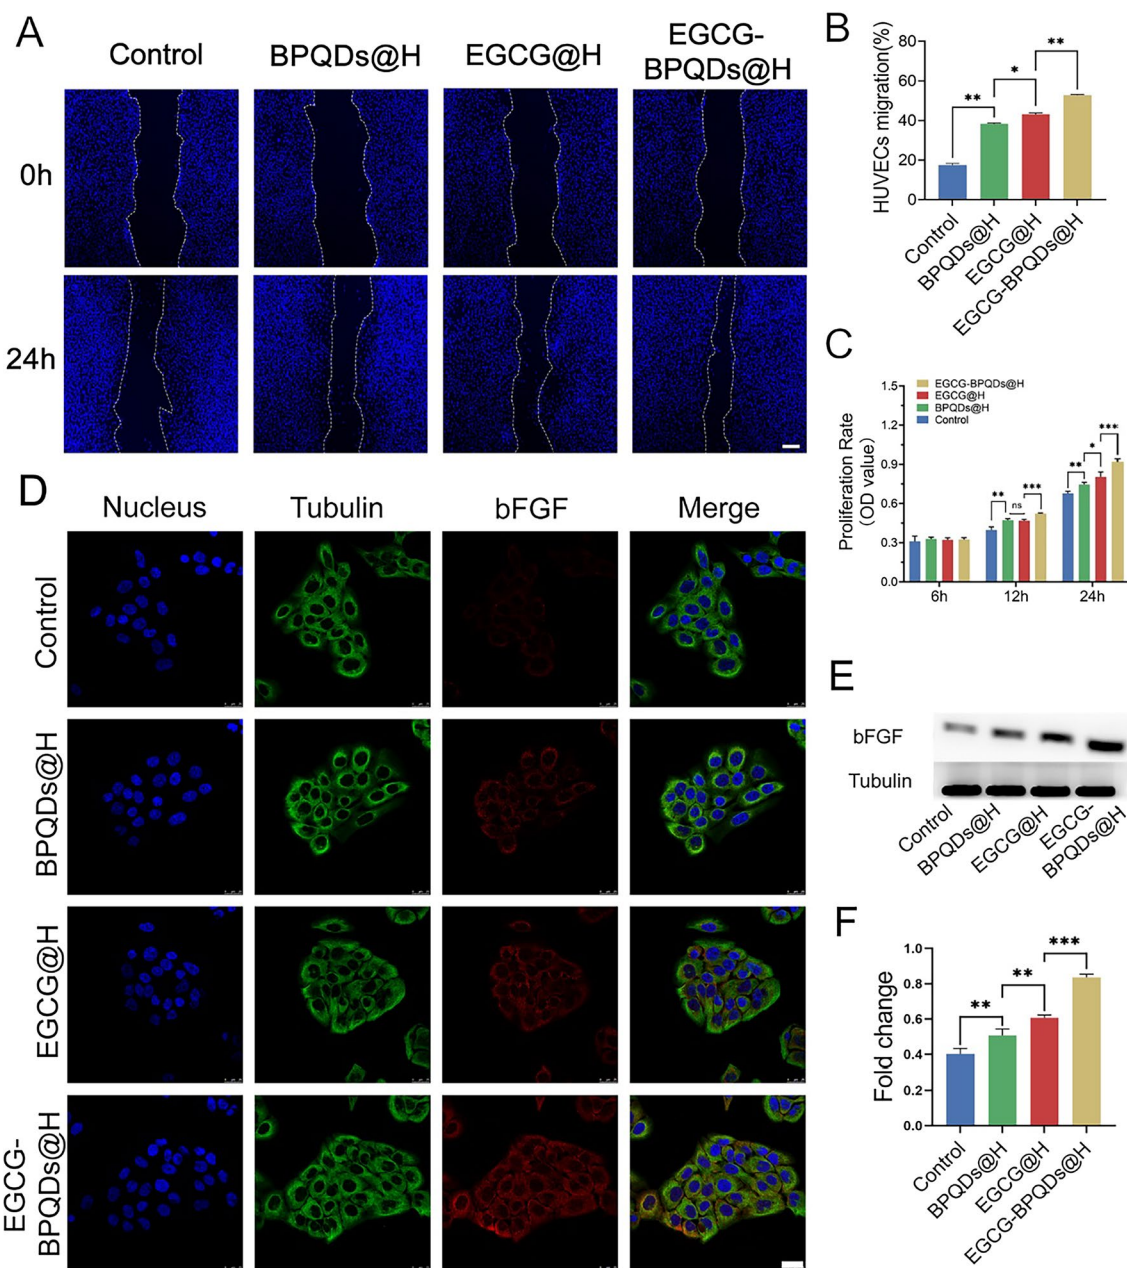 A
Control
BPQDs@H
EGCG@H
EGCG-
BPQDs@H
0h
24h
B
HUVECs migration(%)
80
60
40
20
0
**
*
**
Control
BPQDs@H
EGCG@H
EGCG-BPQDs@H
C
Proliferation Rate
(OD value)
1.5
1.2
0.9
0.6
0.3
0.0
EGCG-BPQDs@H
EGCG@H
BPQDs@H
Control
**
ns
***
**
*
***
6h
12h
24h
D
Nucleus
Tubulin
bFGF
Merge
Control
BPQDs@H
EGCG@H
EGCG-
BPQDs@H
E
bFGF
Tubulin
Control
BPQDs@H
EGCG@H
EGCG-
BPQDs@H
F
Fold change
1.0
0.8
0.6
0.4
0.2
0.0
**
**
***
Control
BPQDs@H
EGCG@H
EGCG-BPQDs@H